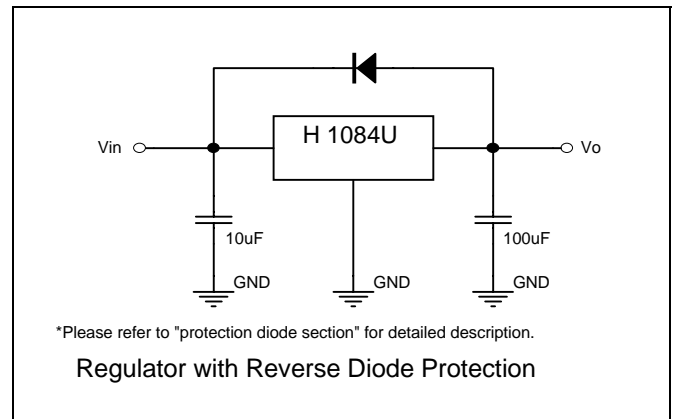 H 1084U
Vin
Vo
10uF
100uF
GND
GND
GND
*Please refer to "protection diode section" for detailed description.
Regulator with Reverse Diode Protection